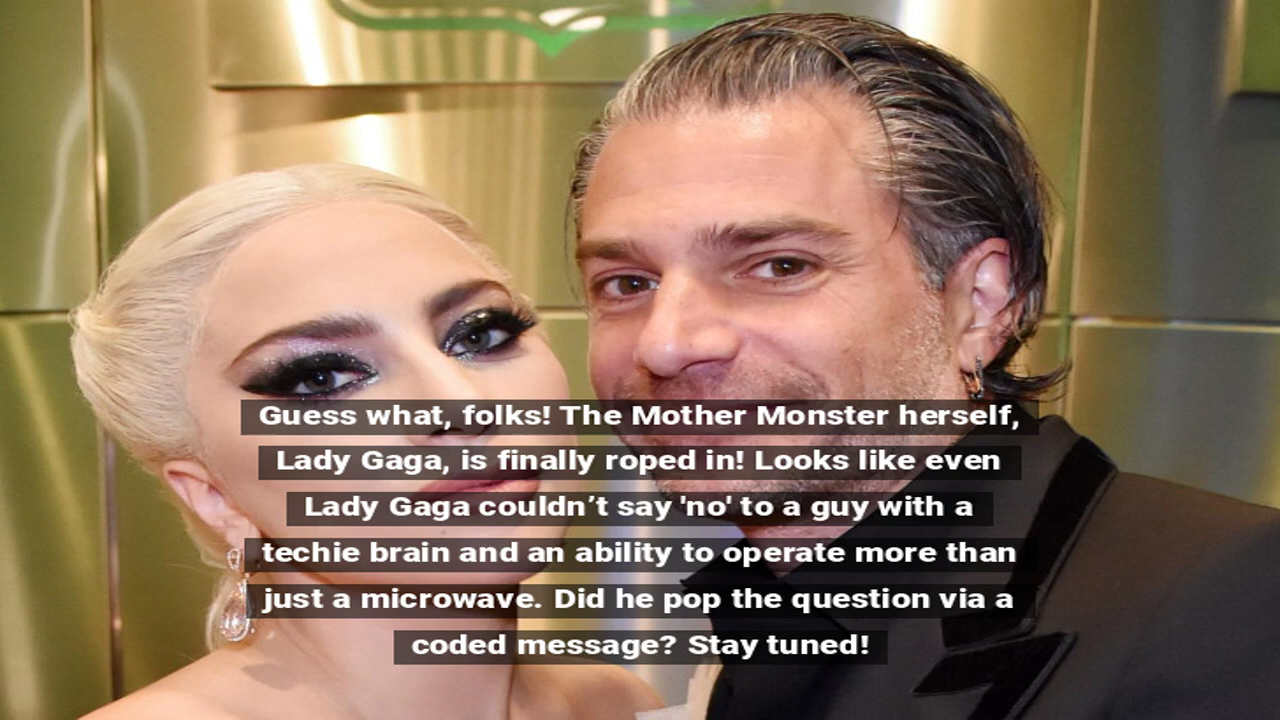 Guess what, folks! The Mother Monster herself,
Lady Gaga, is finally roped in! Looks like even
Lady Gaga couldn’t say 'no' to a guy with a
techie brain and an ability to operate more than
just a microwave. Did he pop the question via a
coded message? Stay tuned!